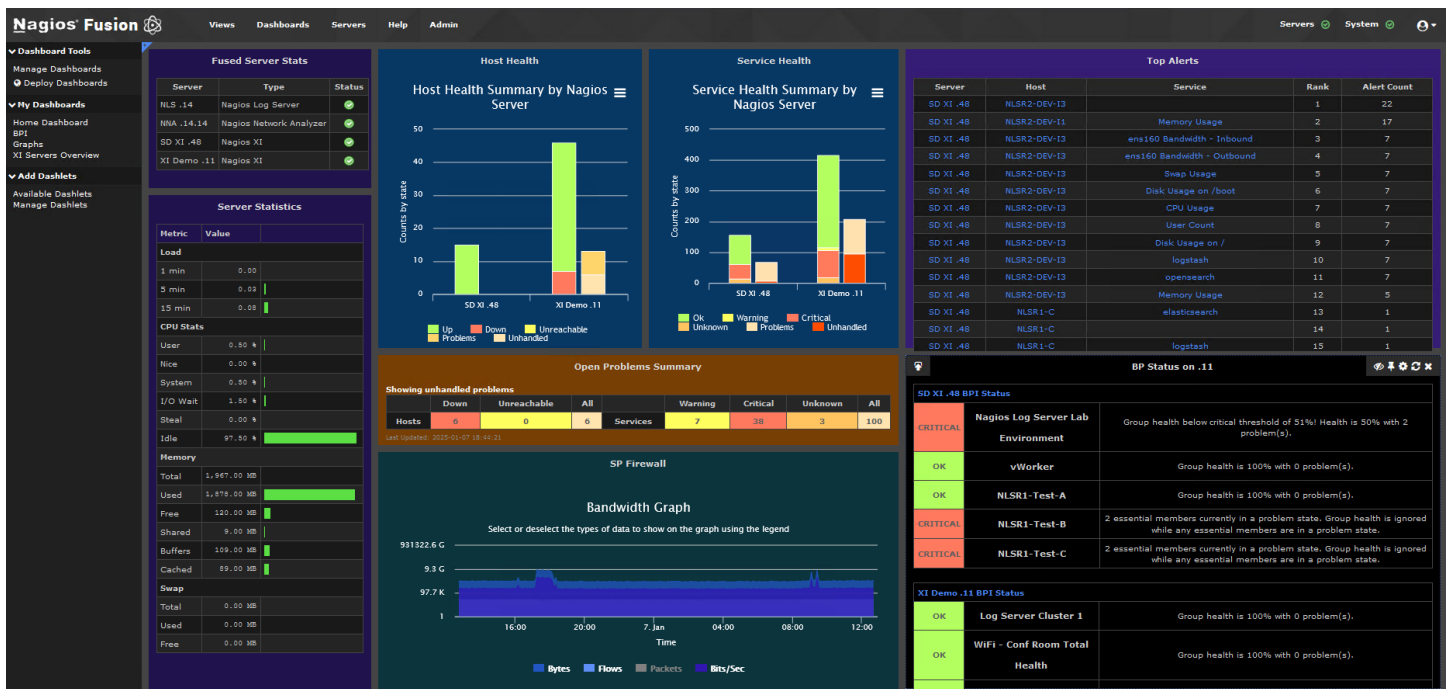 Nagios® Fusion
Views Dashboards Servers Help Admin
Servers System
Dashboard Tools
Manage Dashboards
Deploy Dashboards
My Dashboards
Home Dashboard
BPI
Graphs
XI Servers Overview
Add Dashlets
Available Dashlets
Manage Dashlets
Fused Server Stats
Server Type Status
NLS .14 Nagios Log Server
NNA .14.14 Nagios Network Analyzer
SD XI .48 Nagios XI
XI Demo .11 Nagios XI
Server Statistics
Metric Value
Load
1 min 0.00
5 min 0.03
15 min 0.08
CPU Stats
User 0.50 %
Nice 0.00 %
System 0.50 %
I/O Wait 1.50 %
Steal 0.00 %
Idle 97.50 %
Memory
Total 1,967.00 MB
Used 1,878.00 MB
Free 120.00 MB
Shared 9.00 MB
Buffers 109.00 MB
Cached 89.00 MB
Swap
Total 0.00 MB
Used 0.00 MB
Free 0.00 MB
Host Health
Host Health Summary by Nagios
Server
Counts by state
50
40
30
20
10
0
SD XI .48 XI Demo .11
Up Down Unreachable
Problems Unhandled
Service Health
Service Health Summary by
Nagios Server
Counts by state
500
400
300
200
100
0
SD XI .48 XI Demo .11
Ok Warning Critical
Unknown Problems Unhandled
Open Problems Summary
Showing unhandled problems
Down Unreachable All Warning Critical Unknown All
Hosts 6 0 6 Services 7 38 3 100
Last Updated: 2025-01-07 18:44:21
SP Firewall
Bandwidth Graph
Select or deselect the types of data to show on the graph using the legend
931322.6 G
9.3 G
97.7 K
1
16:00 20:00 7. Jan 04:00 08:00 12:00
Time
Bytes Flows Packets Bits/Sec
Top Alerts
Server Host Service Rank Alert Count
SD XI .48 NLSR2-DEV-I3 1 22
SD XI .48 NLSR2-DEV-I1 Memory Usage 2 17
SD XI .48 NLSR2-DEV-I3 ens160 Bandwidth - Inbound 3 7
SD XI .48 NLSR2-DEV-I3 ens160 Bandwidth - Outbound 4 7
SD XI .48 NLSR2-DEV-I3 Swap Usage 5 7
SD XI .48 NLSR2-DEV-I3 Disk Usage on /boot 6 7
SD XI .48 NLSR2-DEV-I3 CPU Usage 7 7
SD XI .48 NLSR2-DEV-I3 User Count 8 7
SD XI .48 NLSR2-DEV-I3 Disk Usage on / 9 7
SD XI .48 NLSR2-DEV-I3 logstash 10 7
SD XI .48 NLSR2-DEV-I3 opensearch 11 7
SD XI .48 NLSR2-DEV-I3 Memory Usage 12 5
SD XI .48 NLSR1-C elasticsearch 13 1
SD XI .48 NLSR1-C 14 1
SD XI .48 NLSR1-C logstash 15 1
BP Status on .11
SD XI .48 BPI Status
CRITICAL Nagios Log Server Lab Environment Group health below critical threshold of 51%! Health is 50% with 2
problem(s).
OK vWorker Group health is 100% with 0 problem(s).
OK NLSR1-Test-A Group health is 100% with 0 problem(s).
CRITICAL NLSR1-Test-B 2 essential members currently in a problem state. Group health is ignored
while any essential members are in a problem state.
CRITICAL NLSR1-Test-C 2 essential members currently in a problem state. Group health is ignored
while any essential members are in a problem state.
XI Demo .11 BPI Status
OK Log Server Cluster 1 Group health is 100% with 0 problem(s).
OK WiFi - Conf Room Total Health Group health is 100% with 0 problem(s).